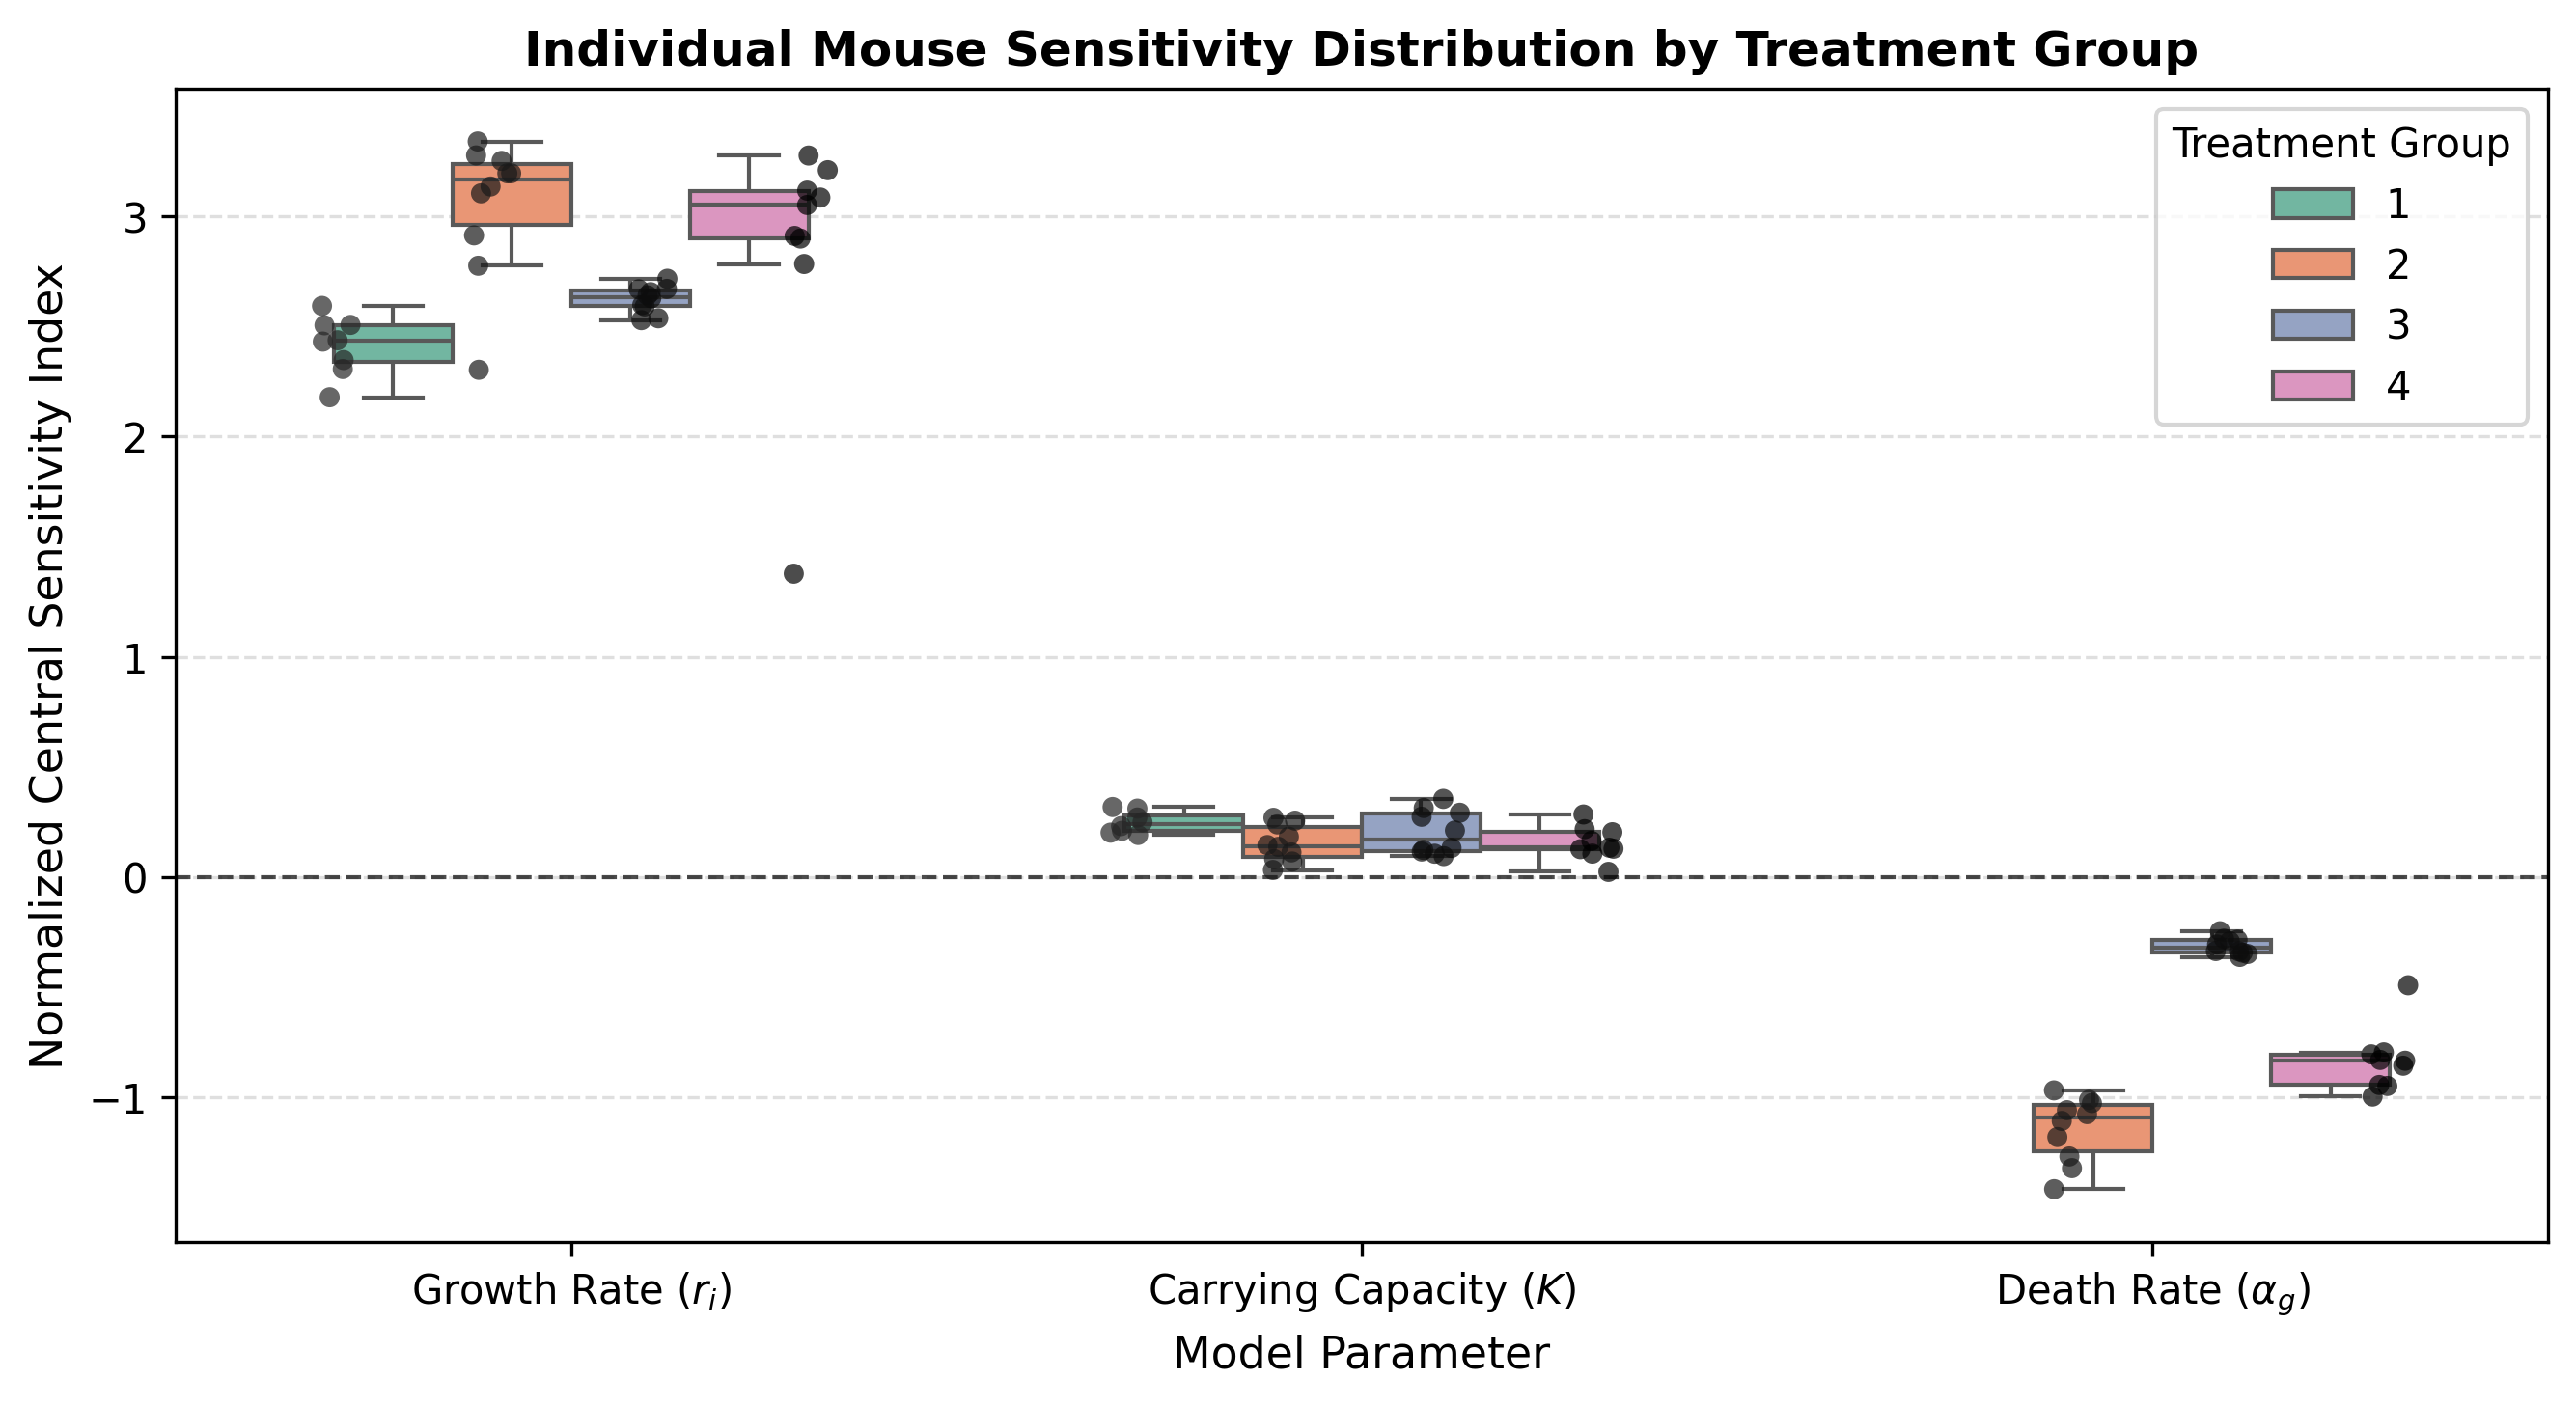 Individual Mouse Sensitivity Distribution by Treatment Group
Normalized Central Sensitivity Index
3
2
1
0
−1
Treatment Group
1
2
3
4
Growth Rate (rᵢ)
Carrying Capacity (K)
Death Rate (α_g)
Model Parameter